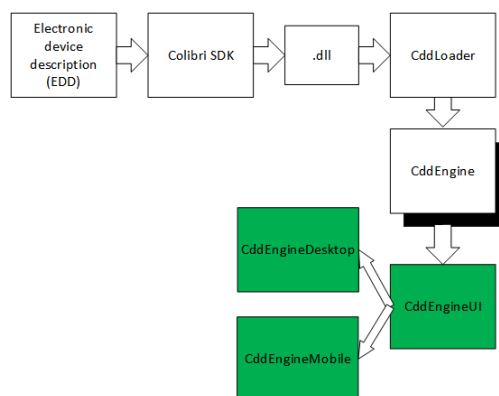 Electronic
device
description
(EDD)
Colibri SDK
.dll
CddLoader
CddEngine
CddEngineDesktop
CddEngineUI
CddEngineMobile